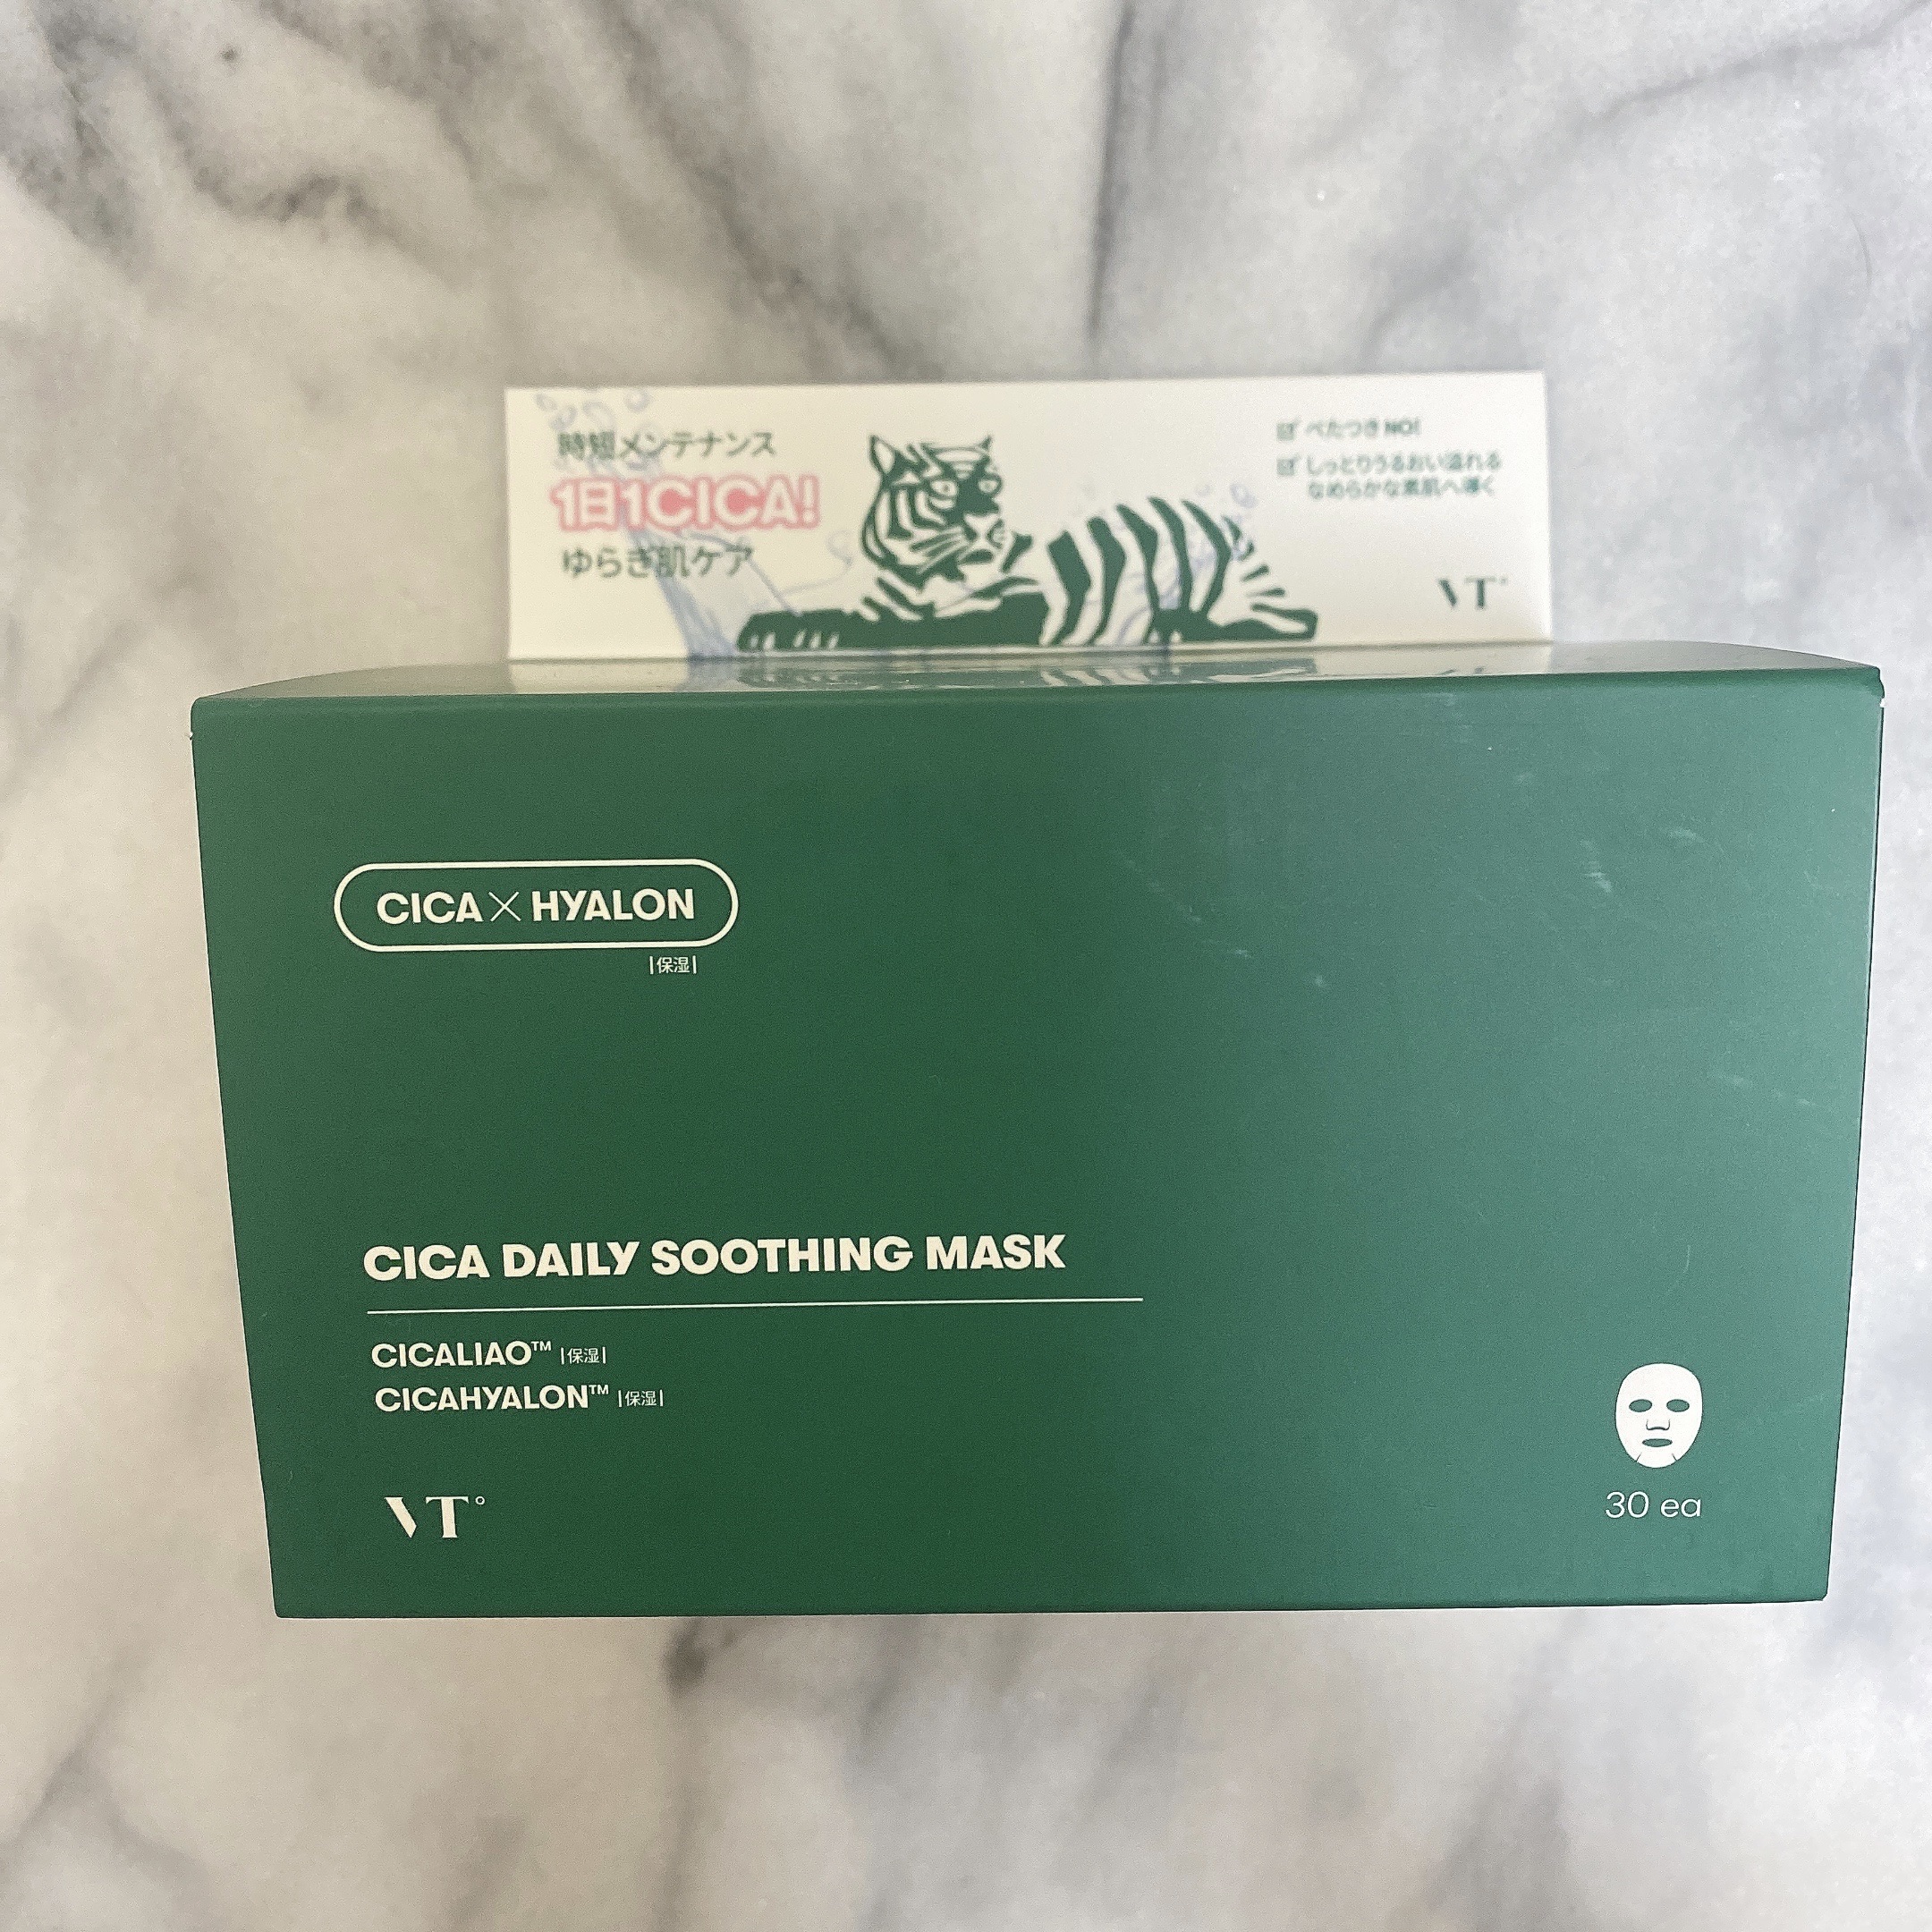 時短メンテナンス
1日1CICA!
ゆらぎ肌ケア
べたつきNO!
しっとりうるおい溢れる
なめらかな素肌へ導く
VT
CICA × HYALON
|保湿|
CICA DAILY SOOTHING MASK
CICALIAO™ |保湿|
CICAHYALON™ |保湿|
VT
30 ea